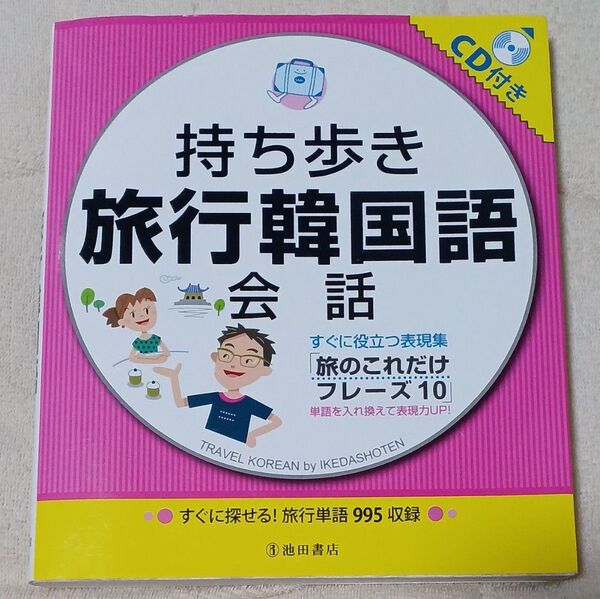 CD付き
持ち歩き
旅行韓国語
会話
すぐに役立つ表現集
「旅のこれだけ
フレーズ10」
単語を入れ換えて表現力UP!
TRAVEL KOREAN by IKEDASHOTEN
すぐに探せる! 旅行単語995収録
池田書店